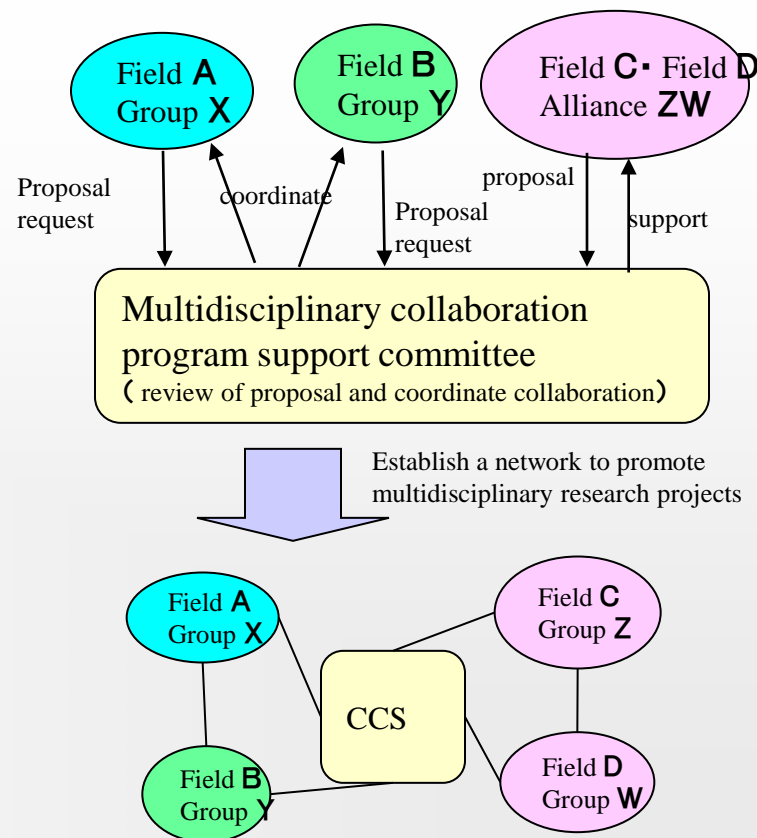 Field A
Group X
Field B
Group Y
Field C・ Field D
Alliance ZW
Proposal
request
coordinate
Proposal
request
proposal
support
Multidisciplinary collaboration
program support committee
( review of proposal and coordinate collaboration)
Establish a network to promote
multidisciplinary research projects
Field A
Group X
Field C
Group Z
CCS
Field B
Group Y
Field D
Group W